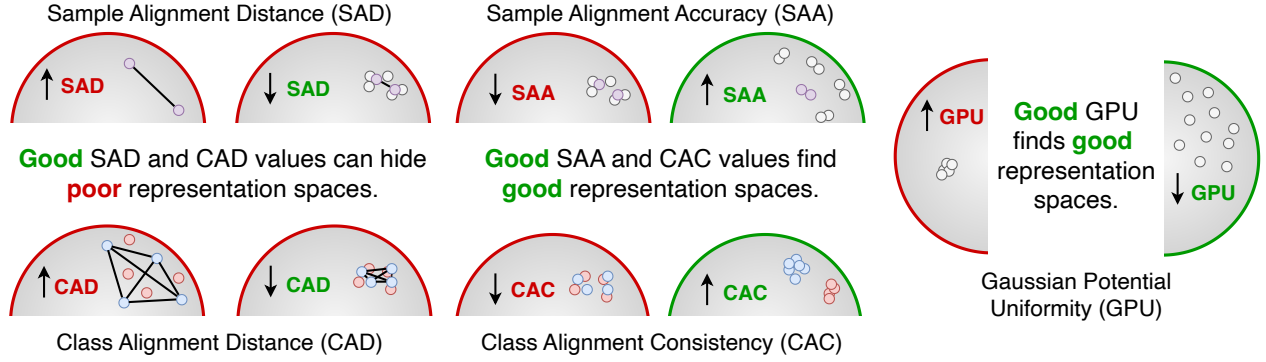 Sample Alignment Distance (SAD)
↑ SAD
↓ SAD
Good SAD and CAD values can hide
poor representation spaces.
↑ CAD
↓ CAD
Class Alignment Distance (CAD)
Sample Alignment Accuracy (SAA)
↓ SAA
↑ SAA
Good SAA and CAC values find
good representation spaces.
↓ CAC
↑ CAC
Class Alignment Consistency (CAC)
↑ GPU
Good GPU
finds good
representation
spaces.
↓ GPU
Gaussian Potential
Uniformity (GPU)